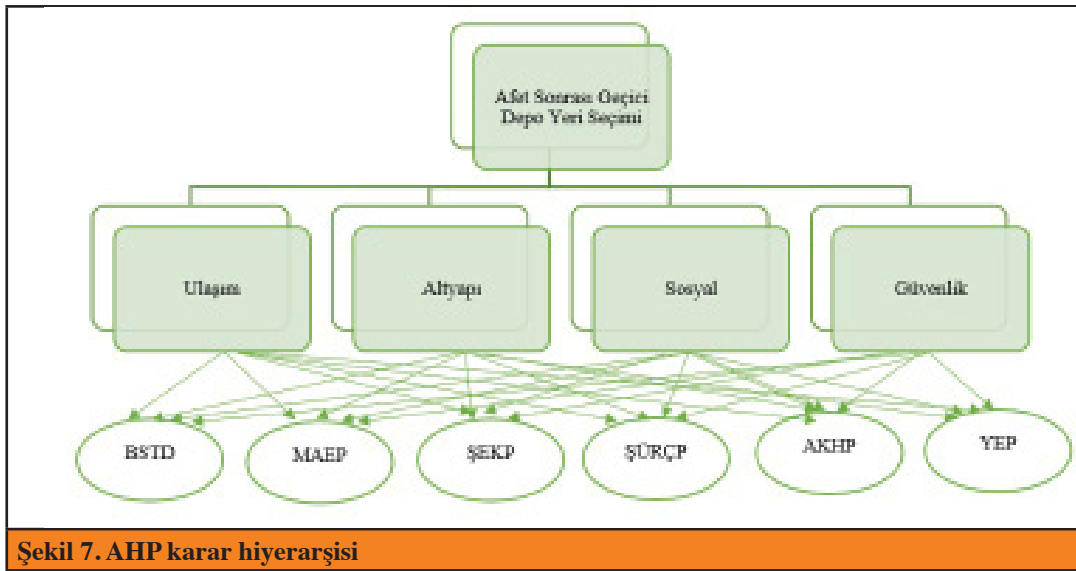 Afet Sonrası Geçici
Depo Yeri Seçimi
Ulaşım
Altyapı
Sosyal
Güvenlik
BSTD
MAEP
ŞEKP
ŞÜRÇP
AKHP
YEP
Şekil 7. AHP karar hiyerarşisi